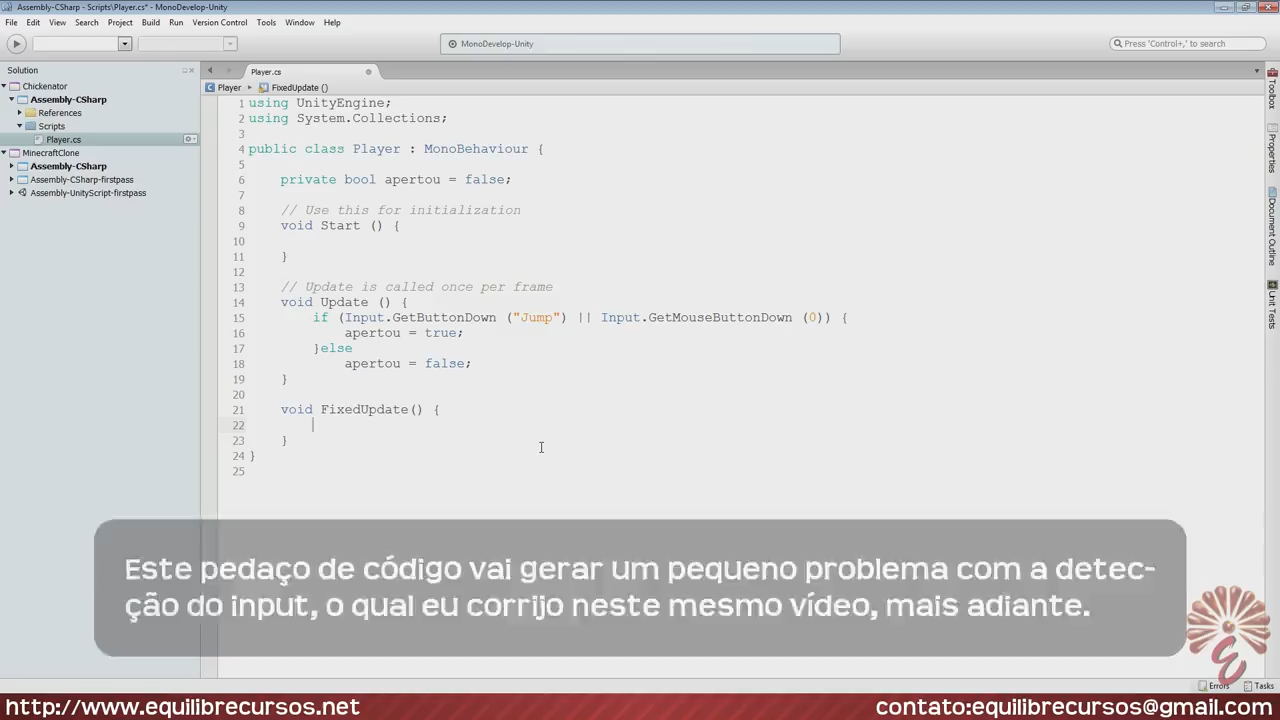 Assembly-CSharp - Scripts\Player.cs* - MonoDevelop-Unity
File Edit View Search Project Build Run Version Control Tools Window Help
MonoDevelop-Unity
Press 'Control+,' to search
Solution
Chickenator
Assembly-CSharp
References
Scripts
Player.cs
MinecraftClone
Assembly-CSharp
Assembly-CSharp-firstpass
Assembly-UnityScript-firstpass
Player.cs
Player FixedUpdate ()
1 using UnityEngine;
2 using System.Collections;
3
4 public class Player : MonoBehaviour {
5
6 private bool apertou = false;
7
8 // Use this for initialization
9 void Start () {
10
11 }
12
13 // Update is called once per frame
14 void Update () {
15 if (Input.GetButtonDown ("Jump") || Input.GetMouseButtonDown (0)) {
16 apertou = true;
17 }else
18 apertou = false;
19 }
20
21 void FixedUpdate() {
22
23 }
24 }
25
Toolbox
Properties
Document Outline
Unit Tests
Este pedaço de código vai gerar um pequeno problema com a detec-
ção do input, o qual eu corrijo neste mesmo vídeo, mais adiante.
Errors Tasks
http://www.equilibrecursos.net
contato:equilibrecursos@gmail.com